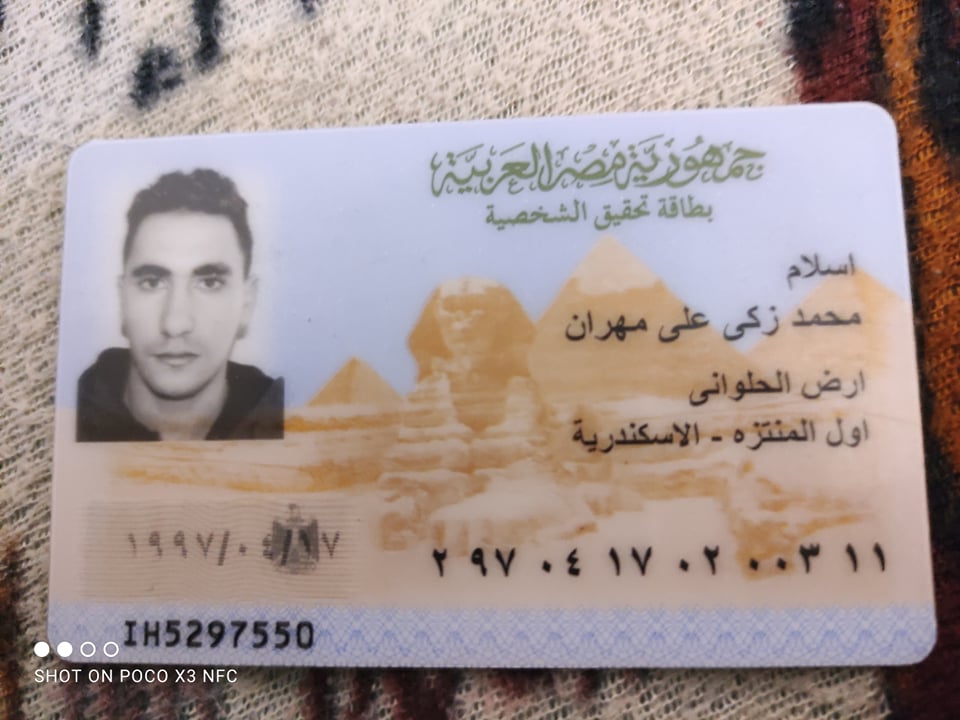 جمهورية مصر العربية
بطاقة تحقيق الشخصية
اسلام
محمد زكى على مهران
ارض الحلوانى
اول المنتزه - الاسكندرية
١٩٩٧/٠٤/١٧
٢ ٩٧ ٠٤ ١٧ ٠٢ ٠٠٣ ١١
IH5297550
SHOT ON POCO X3 NFC